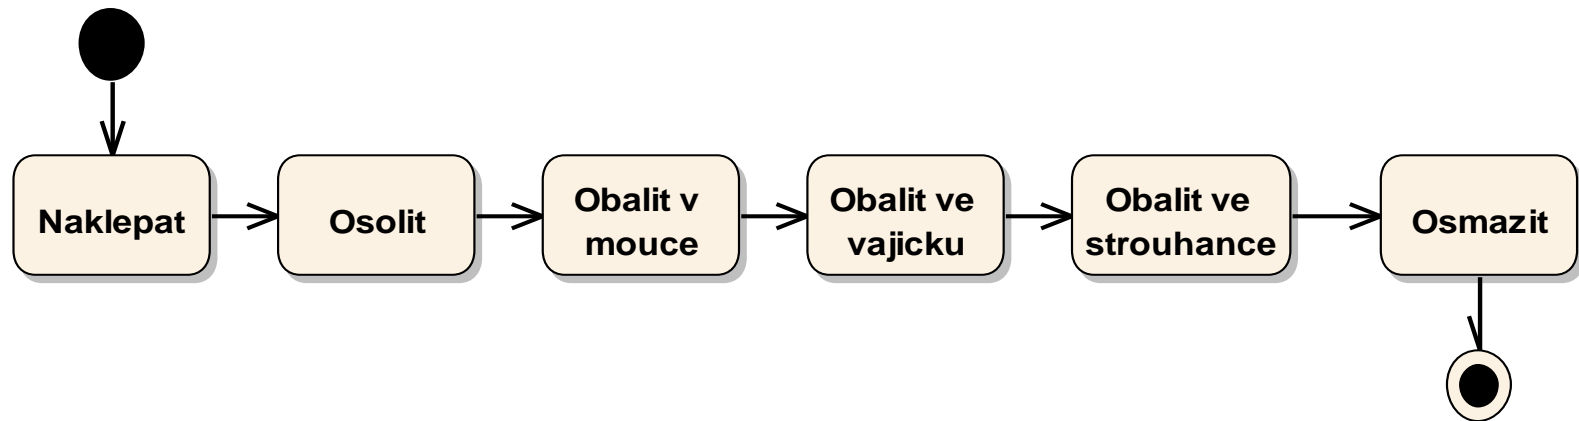 Naklepat
Osolit
Obalit v
mouce
Obalit ve
vajicku
Obalit ve
strouhance
Osmazit